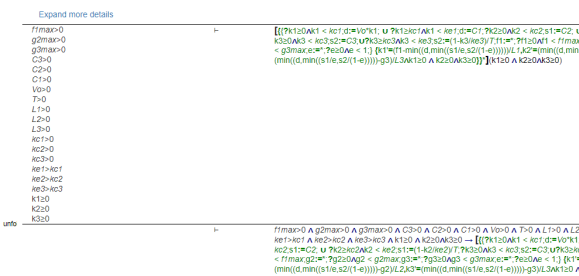 Expand more details
f1max>0 ⊢ [{{?k1≥0∧k1 < kc1;d:=Vo*k1; ∪ ?k1≥kc1∧k1 < ke1;d:=C1;?k2≥0∧k2 < kc2;s1:=C2;
g2max>0 k3≥0∧k3 < kc3;s2:=C3;∪?k3≥kc3∧k3 < ke3;s2:=(1-k3/ke3)/T;f1:=*;?f1≥0∧f1 < f1max
g3max>0 < g3max;e:=*;?e≥0∧e < 1;} {k1'=(f1-min((d,min((s1/e,s2/(1-e))))))/L1,k2'=(min((d,min
C3>0 (min((d,min((s1/e,s2/(1-e))))-g3)/L3∧k1≥0 ∧ k2≥0∧k3≥0}}*](k1≥0 ∧ k2≥0∧k3≥0)
C2>0
C1>0
Vo>0
T>0
L1>0
L2>0
L3>0
kc1>0
kc2>0
kc3>0
ke1>kc1
ke2>kc2
ke3>kc3
k1≥0
k2≥0
k3≥0
unfo
f1max>0 ∧ g2max>0 ∧ g3max>0 ∧ C3>0 ∧ C2>0 ∧ C1>0 ∧ Vo>0 ∧ T>0 ∧ L1>0 ∧ L2
ke1>kc1 ∧ ke2>kc2 ∧ ke3>kc3 ∧ k1≥0 ∧ k2≥0∧k3≥0 → [{{?k1≥0∧k1 < kc1;d:=Vo*k1
kc2;s1:=C2; ∪ ?k2≥kc2∧k2 < ke2;s1:=(1-k2/ke2)/T;?k3≥0∧k3 < kc3;s2:=C3;∪?k3≥kc3
< f1max;g2:=*;?g2≥0∧g2 < g2max;g3:=*;?g3≥0∧g3 < g3max;e:=*;?e≥0∧e < 1;} {k1'=
(min((d,min((s1/e,s2/(1-e))))-g2)/L2,k3'=(min((d,min((s1/e,s2/(1-e))))-g3)/L3∧k1≥0